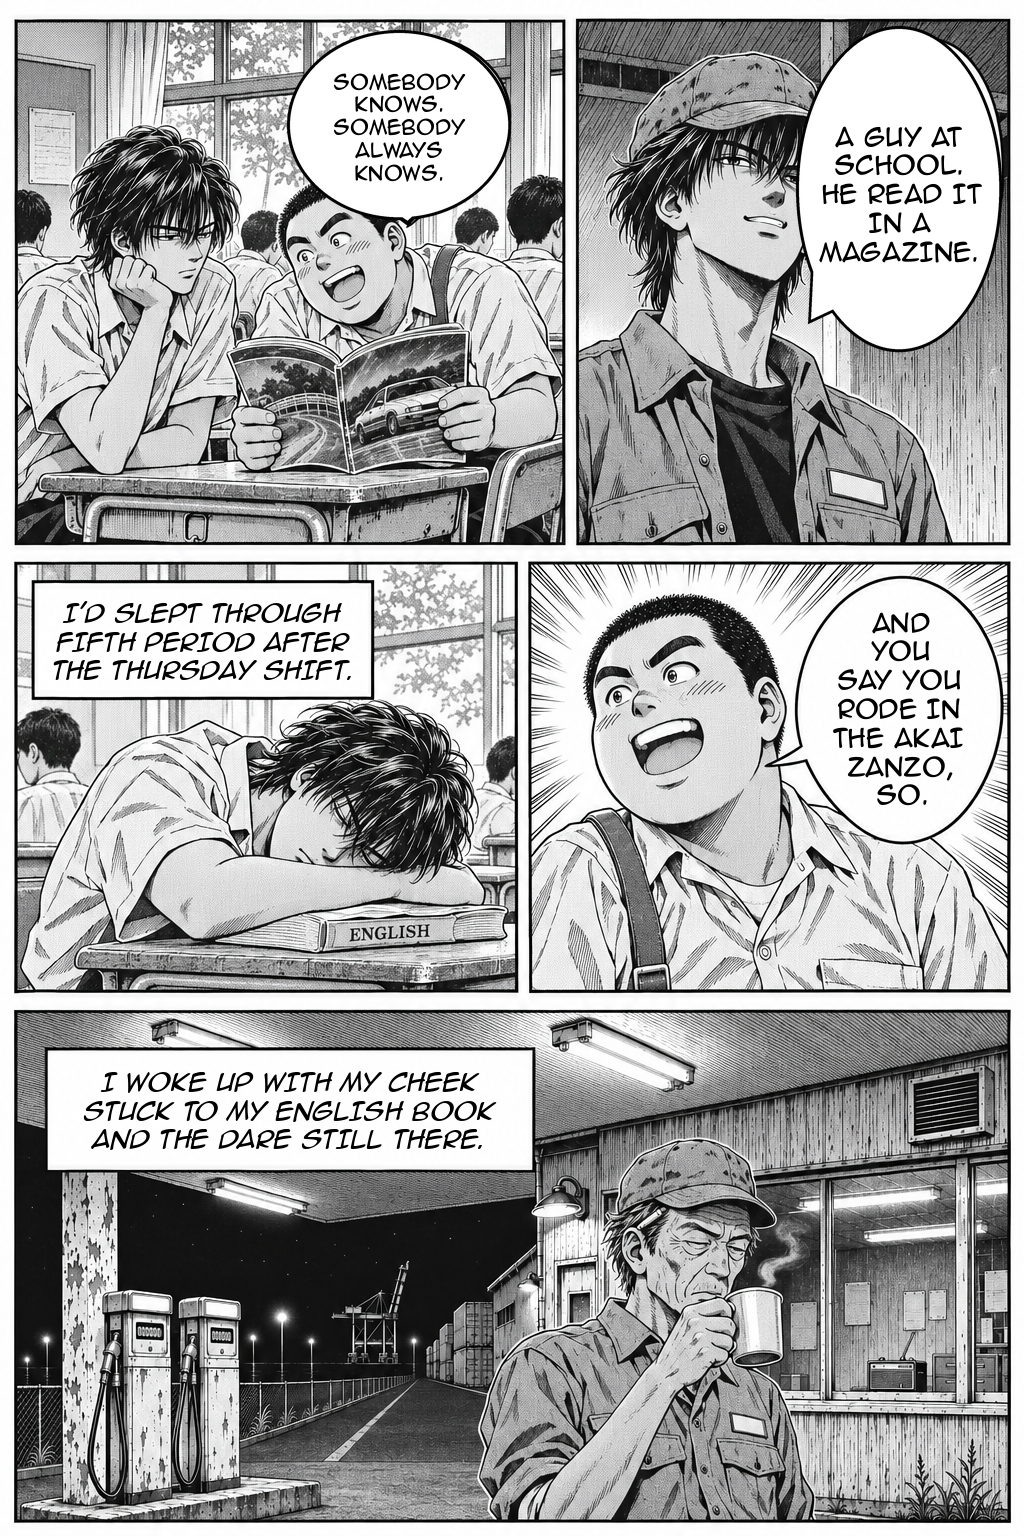 SOMEBODY
KNOWS.
SOMEBODY
ALWAYS
KNOWS.
A GUY AT
SCHOOL.
HE READ IT
IN A
MAGAZINE.
I'D SLEPT THROUGH
FIFTH PERIOD AFTER
THE THURSDAY SHIFT.
ENGLISH
AND
YOU
SAY YOU
RODE IN
THE AKAI
ZANZO,
SO.
I WOKE UP WITH MY CHEEK
STUCK TO MY ENGLISH BOOK
AND THE DARE STILL THERE.